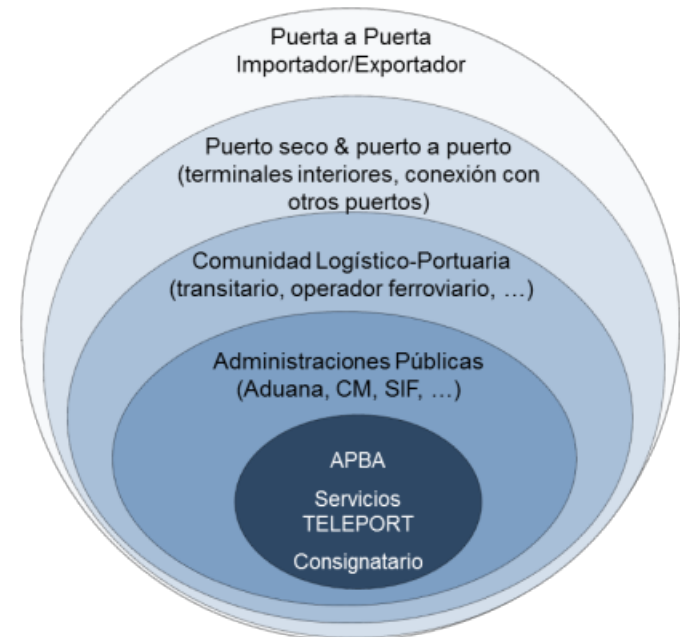 Puerta a Puerta
Importador/Exportador
Puerto seco & puerto a puerto
(terminales interiores, conexión con
otros puertos)
Comunidad Logístico-Portuaria
(transitario, operador ferroviario, …)
Administraciones Públicas
(Aduana, CM, SIF, …)
APBA
Servicios
TELEPORT
Consignatario